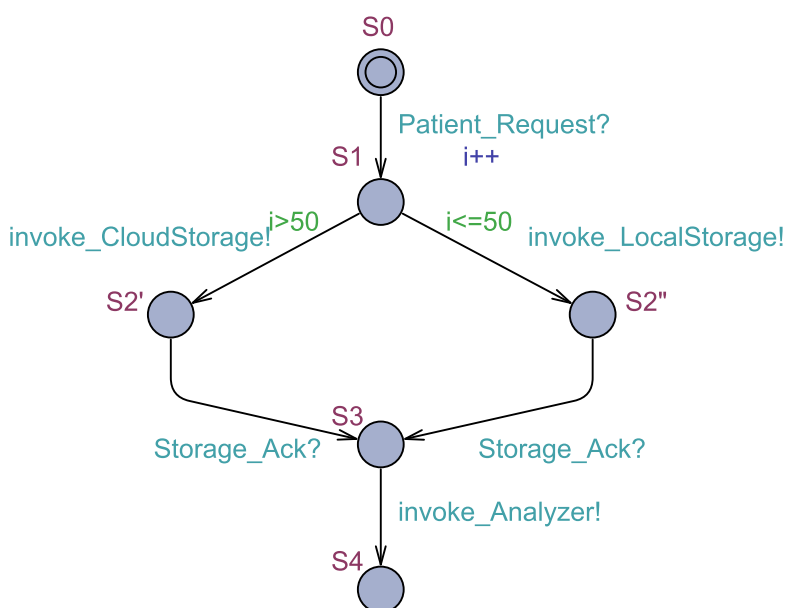 S0
Patient_Request?
i++
S1
i>50
i<=50
invoke_CloudStorage!
invoke_LocalStorage!
S2'
S2"
S3
Storage_Ack?
Storage_Ack?
invoke_Analyzer!
S4